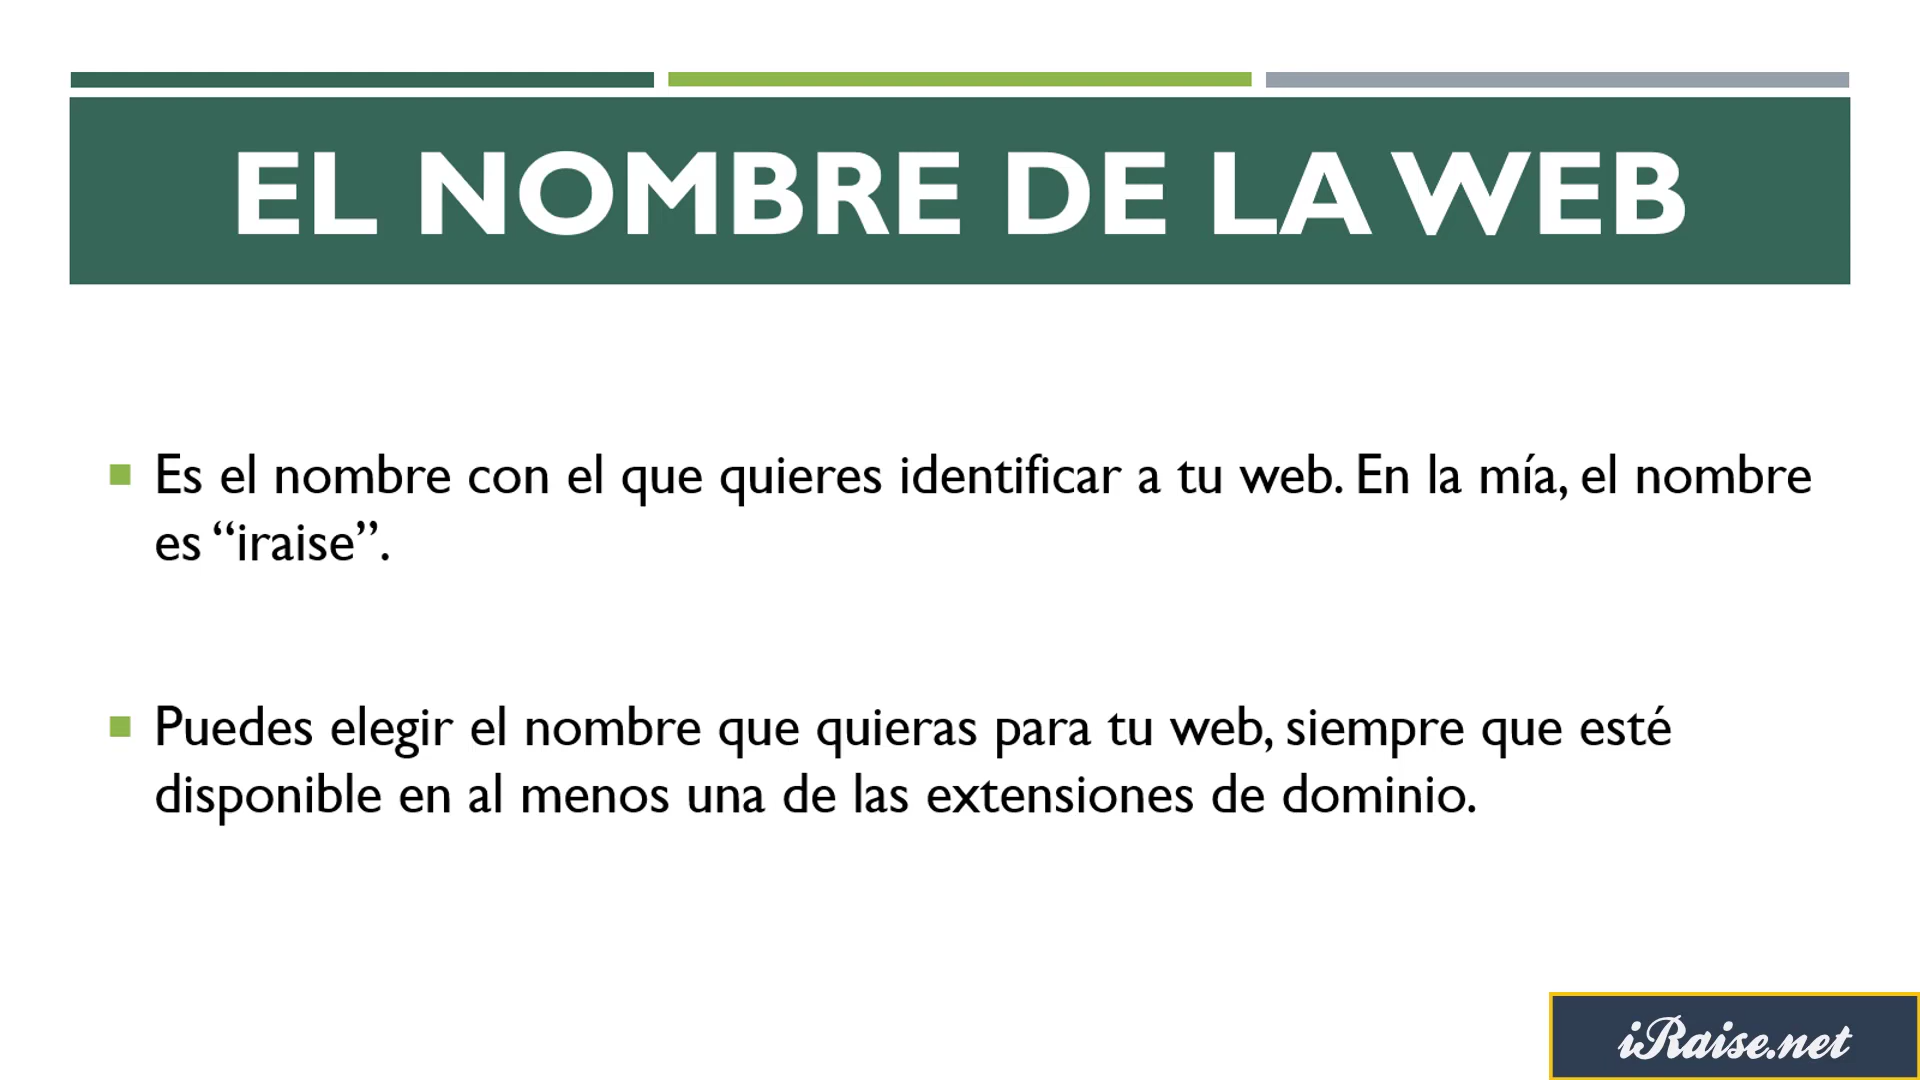 EL NOMBRE DE LA WEB
Es el nombre con el que quieres identificar a tu web. En la mía, el nombre
es “iraise”.
Puedes elegir el nombre que quieras para tu web, siempre que esté
disponible en al menos una de las extensiones de dominio.
iRaise.net